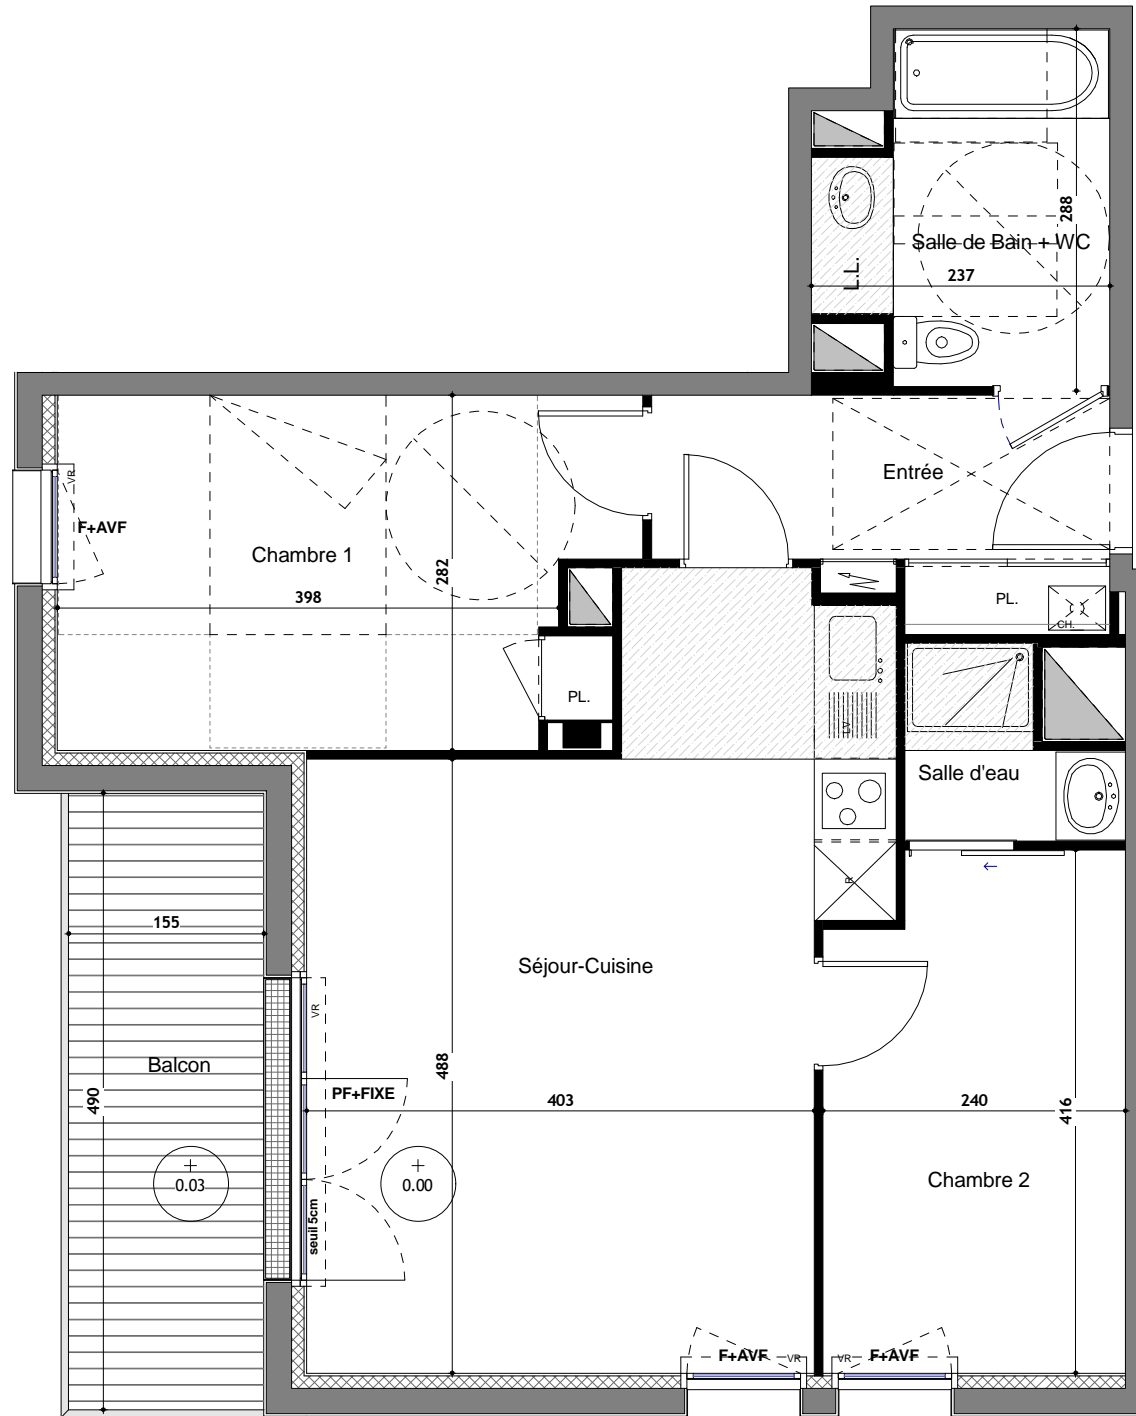 288
Salle de Bain + WC
L.L.
237
Entrée
VR
F+AVF
Chambre 1
282
398
PL.
CH.
PL.
LV
Salle d'eau
R
←
155
Séjour-Cuisine
VR
Balcon
PF+FIXE
488
490
403
240
416
0.03
0.00
Chambre 2
seuil 5cm
F+AVF
VR
VR
F+AVF